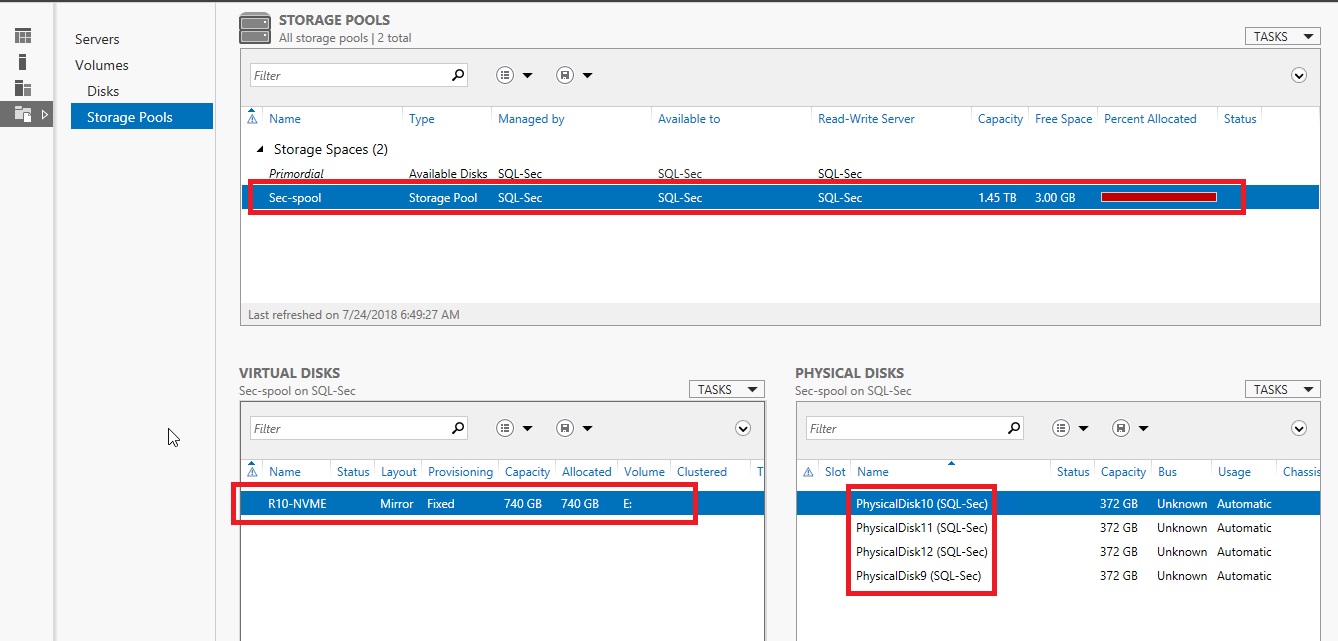 Servers
Volumes
Disks
Storage Pools
STORAGE POOLS
All storage pools | 2 total
TASKS
Filter
Name Type Managed by Available to Read-Write Server Capacity Free Space Percent Allocated Status
Storage Spaces (2)
Primordial Available Disks SQL-Sec SQL-Sec SQL-Sec
Sec-spool Storage Pool SQL-Sec SQL-Sec SQL-Sec 1.45 TB 3.00 GB
Last refreshed on 7/24/2018 6:49:27 AM
VIRTUAL DISKS
Sec-spool on SQL-Sec
TASKS
Filter
Name Status Layout Provisioning Capacity Allocated Volume Clustered T
R10-NVME Mirror Fixed 740 GB 740 GB E:
PHYSICAL DISKS
Sec-spool on SQL-Sec
TASKS
Filter
Slot Name Status Capacity Bus Usage Chassis
PhysicalDisk10 (SQL-Sec) 372 GB Unknown Automatic
PhysicalDisk11 (SQL-Sec) 372 GB Unknown Automatic
PhysicalDisk12 (SQL-Sec) 372 GB Unknown Automatic
PhysicalDisk9 (SQL-Sec) 372 GB Unknown Automatic